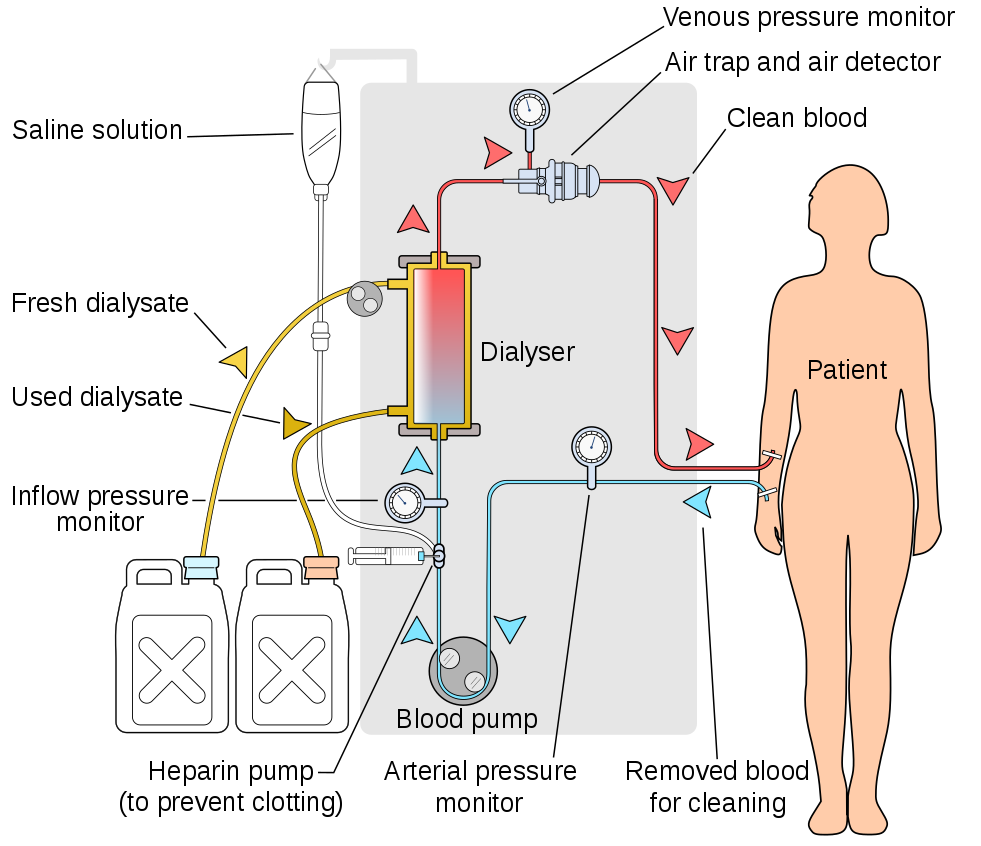 Venous pressure monitor
Air trap and air detector
Clean blood
Saline solution
Fresh dialysate
Dialyser
Patient
Used dialysate
Inflow pressure
monitor
Blood pump
Heparin pump
(to prevent clotting)
Arterial pressure
monitor
Removed blood
for cleaning